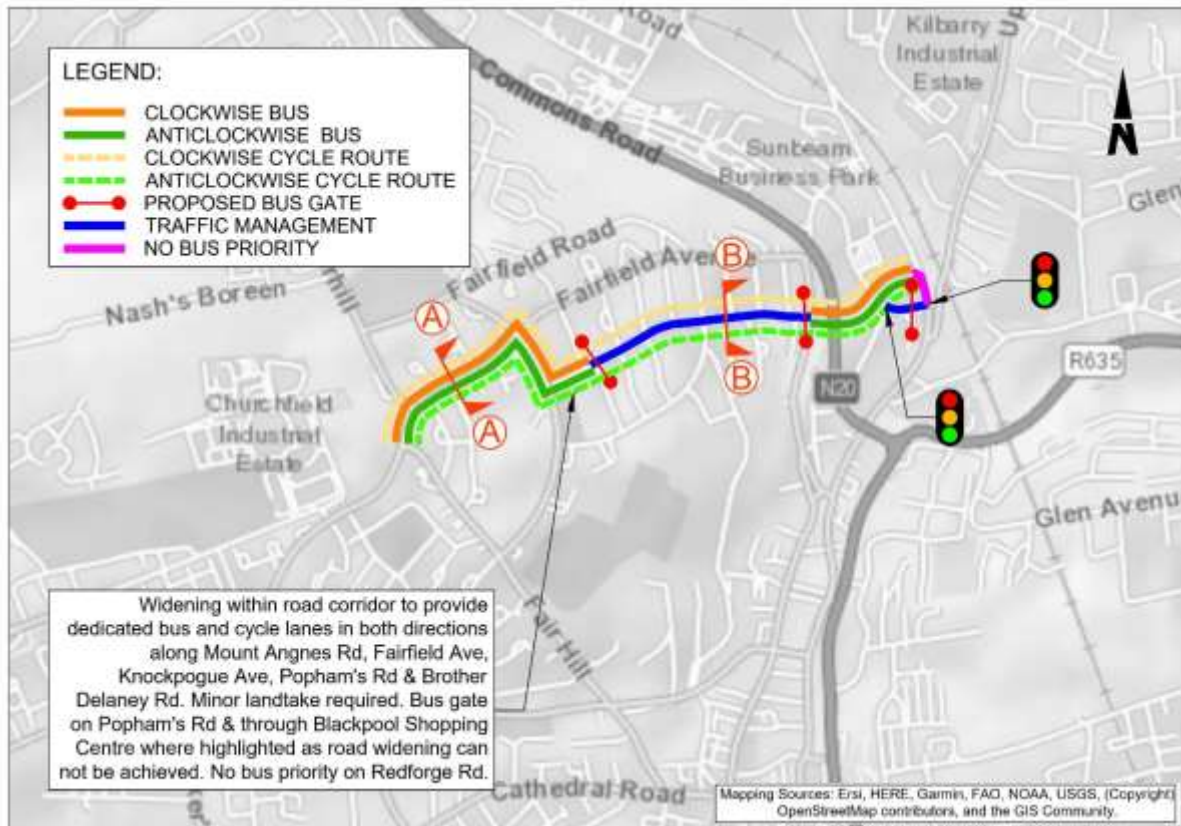 Road
Kilbarry
Industrial
Estate
Up
LEGEND:
CLOCKWISE BUS
ANTICLOCKWISE BUS
CLOCKWISE CYCLE ROUTE
ANTICLOCKWISE CYCLE ROUTE
PROPOSED BUS GATE
TRAFFIC MANAGEMENT
NO BUS PRIORITY
Commons Road
N
Sunbeam
Business Park
Glen
Nash's Boreen
rhill
Fairfield Road
Fairfield Avenue
B
B
A
A
N20
R635
Churchfield
Industrial
Estate
Glen Avenu
Fair Hill
Widening within road corridor to provide
dedicated bus and cycle lanes in both directions
along Mount Angnes Rd, Fairfield Ave,
Knockpogue Ave, Popham's Rd & Brother
Delaney Rd. Minor landtake required. Bus gate
on Popham's Rd & through Blackpool Shopping
Centre where highlighted as road widening can
not be achieved. No bus priority on Redforge Rd.
Cathedral Road
Mapping Sources: Ersi, HERE, Garmin, FAO, NOAA, USGS, (Copyright)
OpenStreetMap contributors, and the GIS Community.